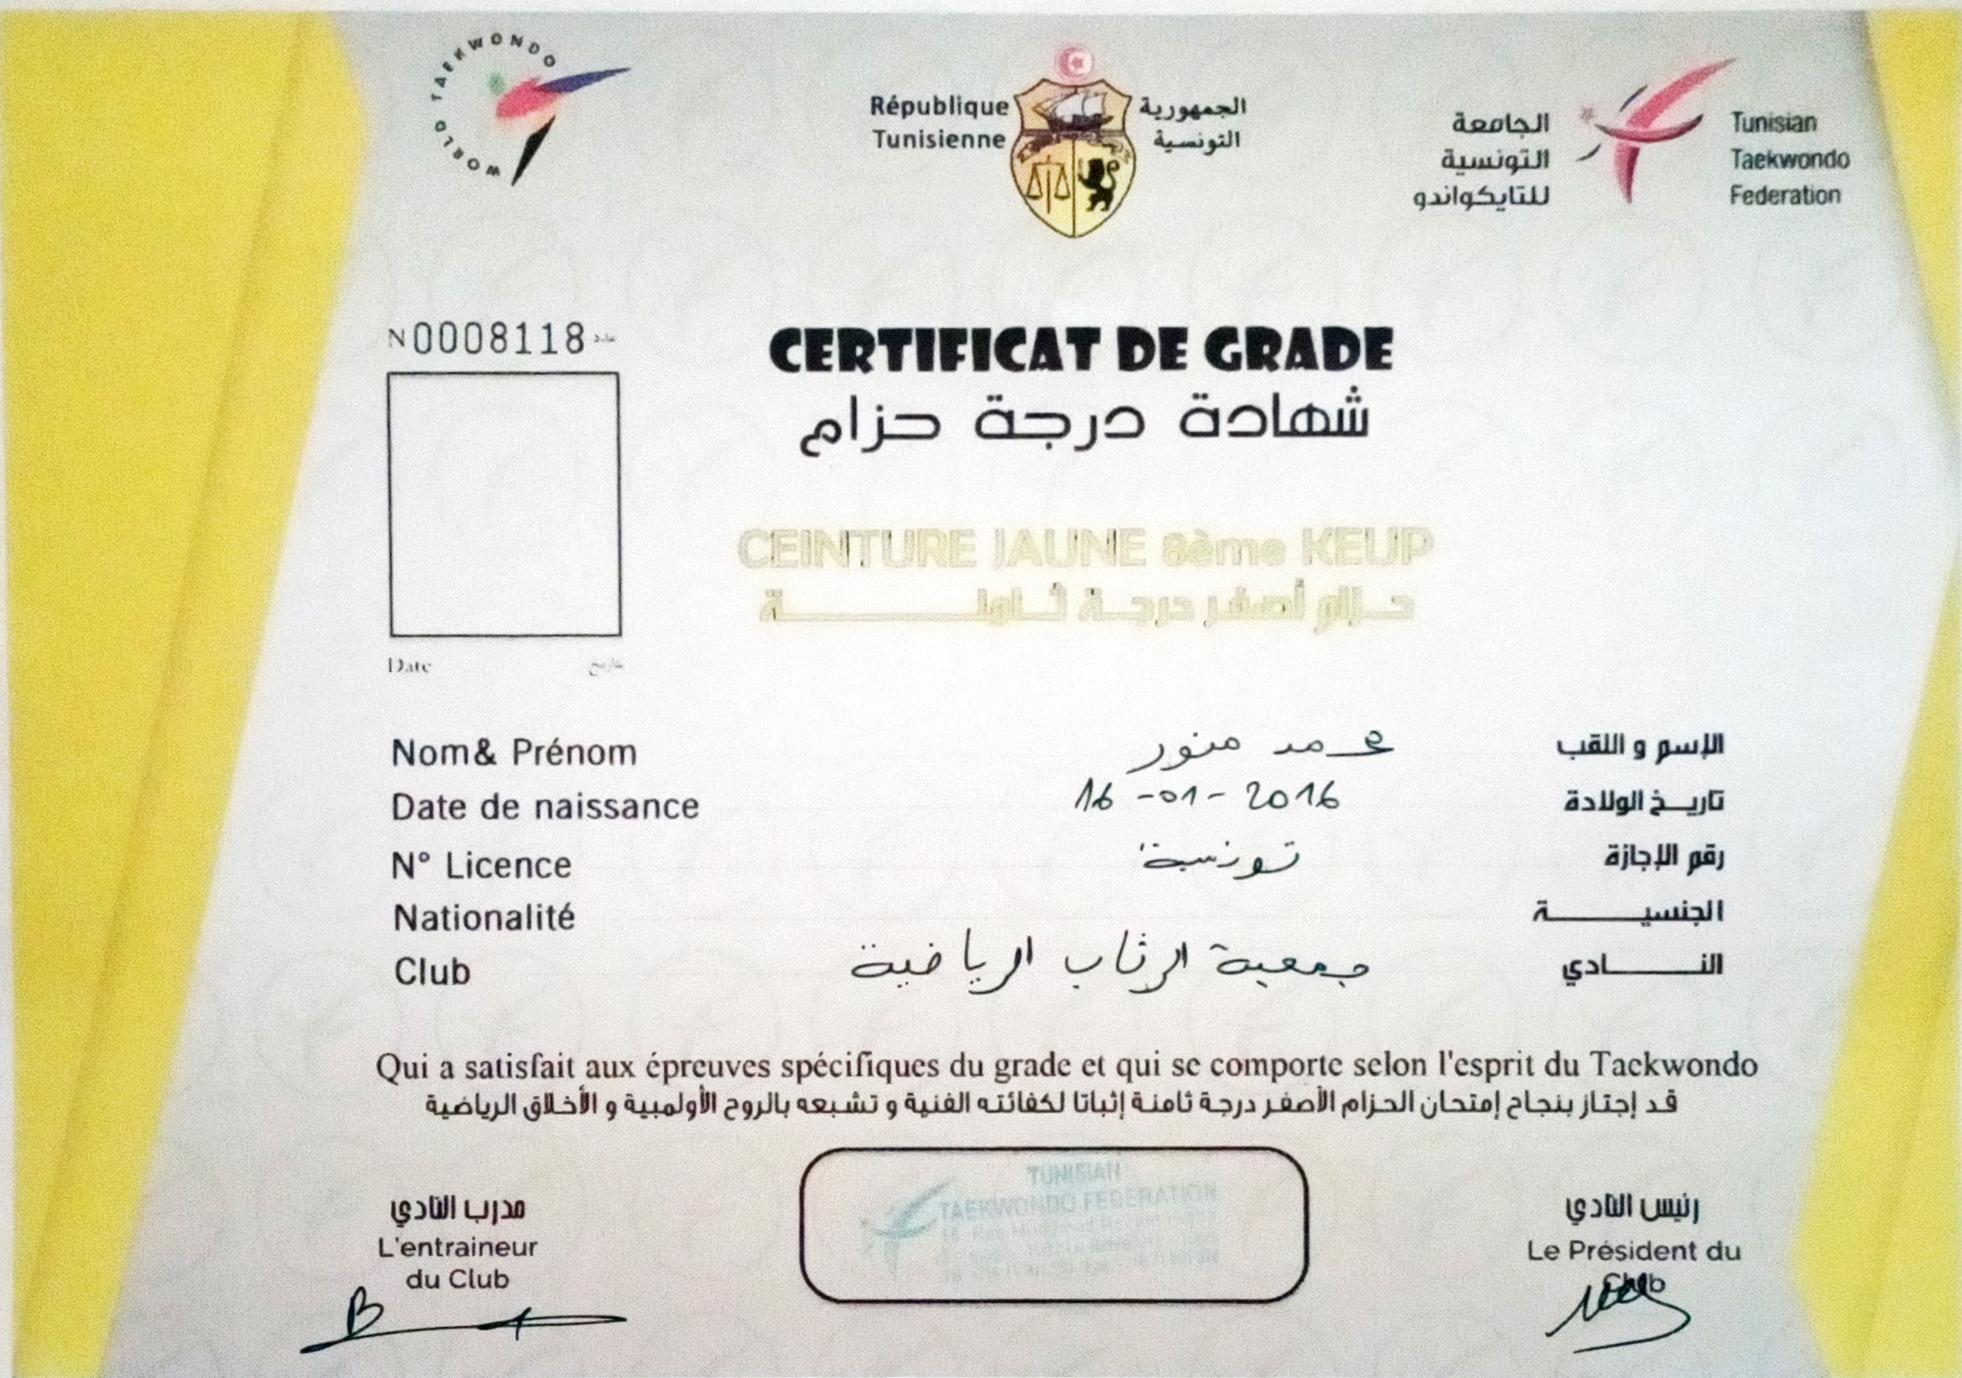 WORLD TAEKWONDO
République
Tunisienne
الجمهورية
التونسية
الجامعة
التونسية
للتايكواندو
Tunisian
Taekwondo
Federation
N 0008118 عدد
CERTIFICAT DE GRADE
شهادة درجة حزام
CEINTURE JAUNE 8ème KEUP
حزام أصفر درجة ثامنة
Date تاريخ
Nom& Prénom محمد منور الإسم و اللقب
Date de naissance 16-01-2016 تاريخ الولادة
N° Licence تونسية رقم الإجازة
Nationalité الجنسية
Club جمعية الرياضية النادي
Qui a satisfait aux épreuves spécifiques du grade et qui se comporte selon l'esprit du Taekwondo
قد إجتاز بنجاح إمتحان الحزام الأصفر درجة ثامنة إثباتا لكفائته الفنية و تشبعه بالروح الأولمبية و الأخلاق الرياضية
مدرب النادي
L'entraineur
du Club
TUNISIAN
TAEKWONDO FEDERATION
رئيس النادي
Le Président du
Club